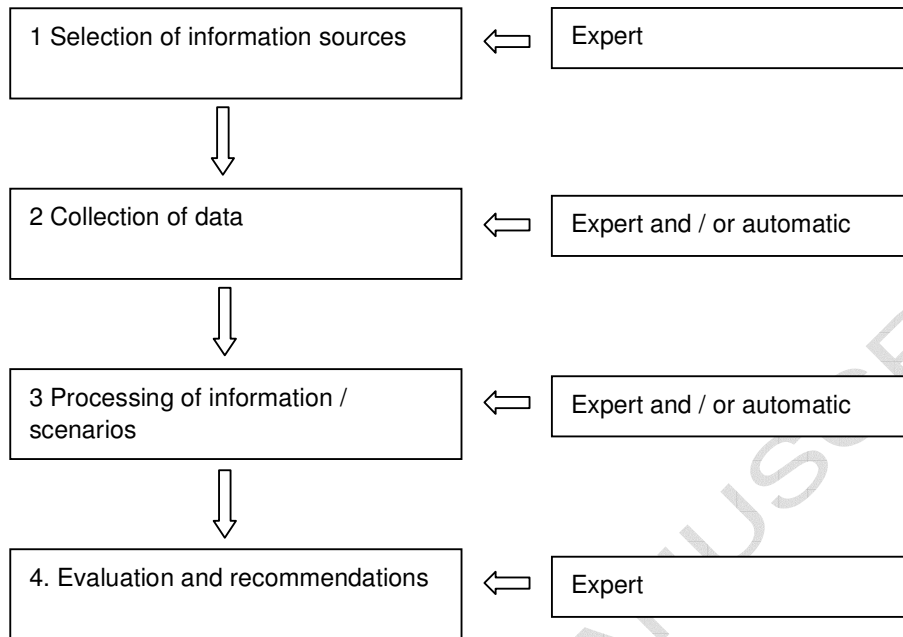 1 Selection of information sources
Expert
2 Collection of data
Expert and / or automatic
3 Processing of information /
scenarios
Expert and / or automatic
4. Evaluation and recommendations
Expert